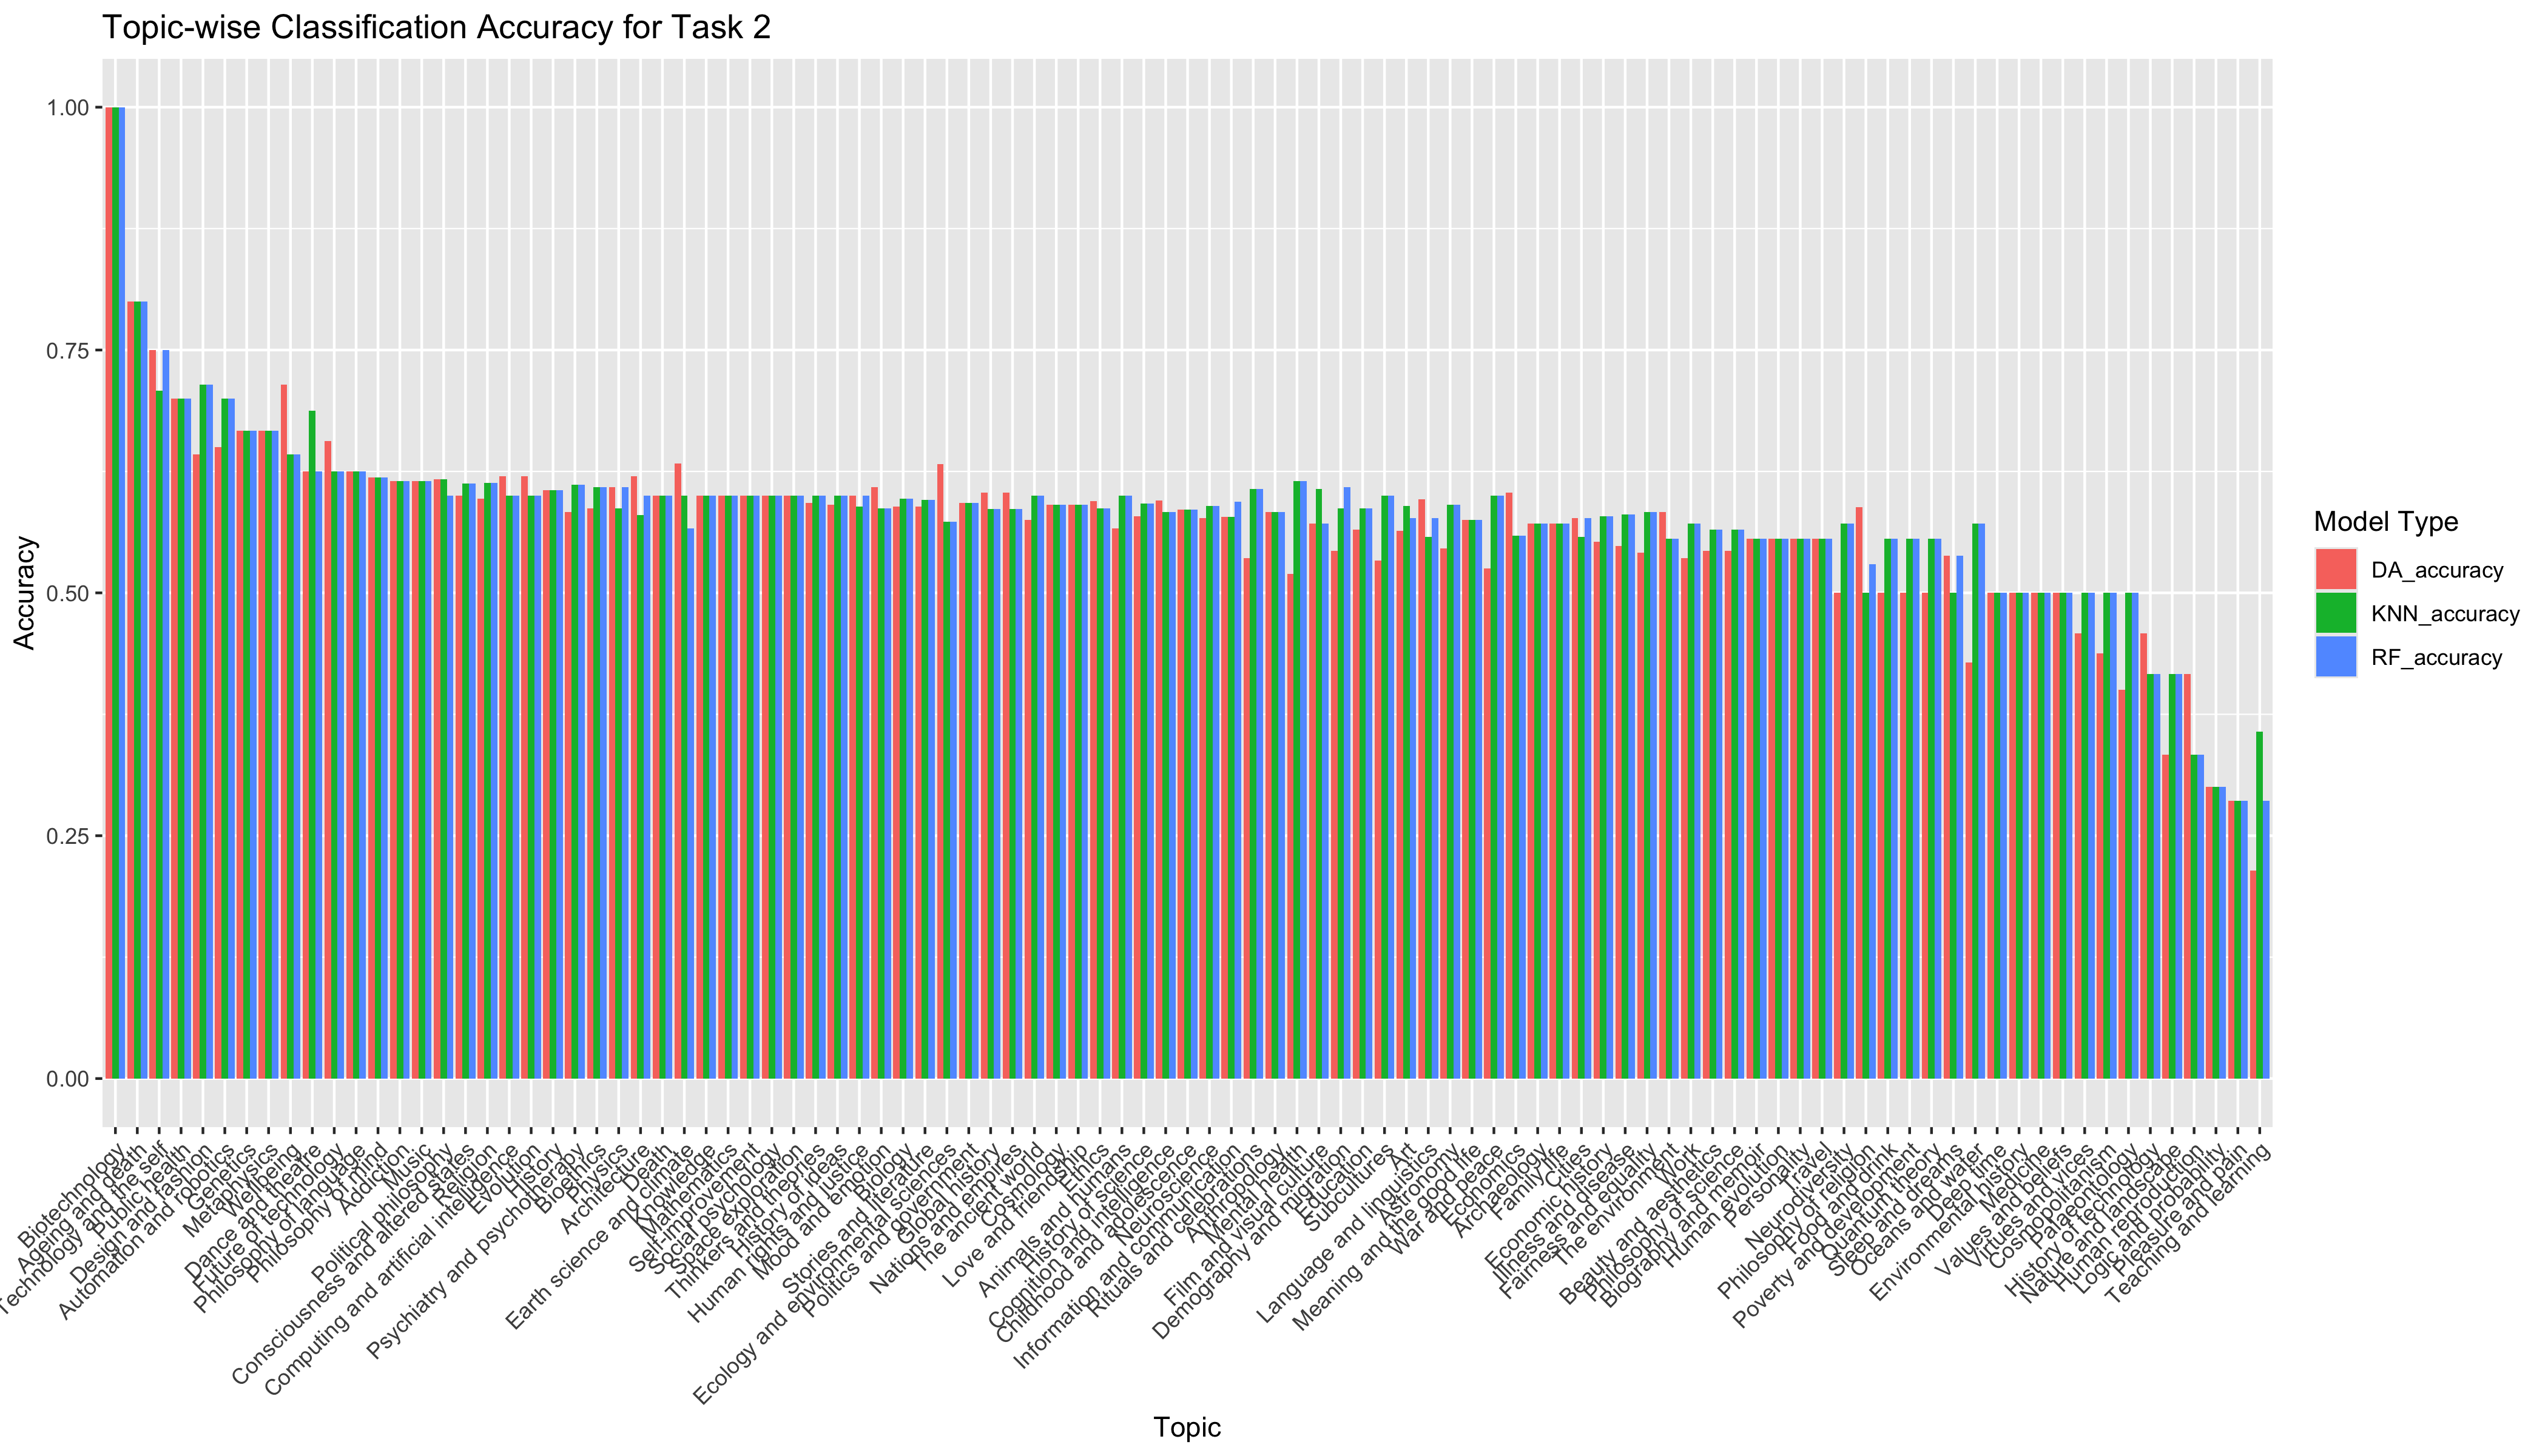 Topic-wise Classification Accuracy for Task 2
Accuracy
1.00
0.75
0.50
0.25
0.00
Biotechnology
Ageing and death
Technology and the self
Public health
Design and fashion
Automation and robotics
Genetics
Metaphysics
Wellbeing
Dance and theatre
Future of technology
Philosophy of language
Philosophy of mind
Addiction
Music
Political philosophy
Consciousness and altered states
Religion
Computing and artificial intelligence
Evolution
History
Psychiatry and psychotherapy
Bioethics
Physics
Architecture
Death
Earth science and climate
Knowledge
Mathematics
Self-improvement
Social psychology
Space exploration
Thinkers and theories
History of ideas
Human rights and justice
Mood and emotion
Biology
Stories and literature
Ecology and environmental sciences
Politics and government
Global history
Nations and empires
The ancient world
Cosmology
Love and friendship
Ethics
Animals and humans
History of science
Cognition and intelligence
Childhood and adolescence
Neuroscience
Information and communication
Rituals and celebrations
Anthropology
Mental health
Film and visual culture
Demography and migration
Education
Subcultures
Art
Language and linguistics
Astronomy
Meaning and the good life
War and peace
Economics
Archaeology
Family life
Cities
Economic history
Illness and disease
Fairness and equality
The environment
Work
Beauty and aesthetics
Philosophy of science
Biography and memoir
Human evolution
Personality
Travel
Neurodiversity
Philosophy of religion
Food and drink
Poverty and development
Quantum theory
Sleep and dreams
Oceans and water
Deep time
Environmental history
Medicine
Values and beliefs
Virtues and vices
Cosmopolitanism
Palaeontology
History of technology
Nature and landscape
Human reproduction
Logic and probability
Pleasure and pain
Teaching and learning
Topic
Model Type
DA_accuracy
KNN_accuracy
RF_accuracy